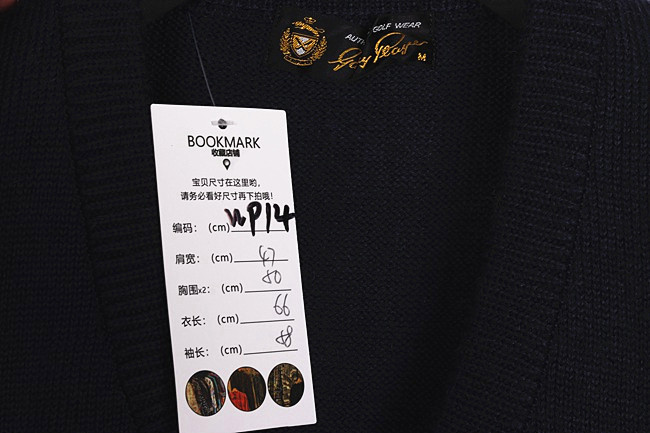 GOLF WEAR
Gary Player
M
BOOKMARK
收藏店铺
宝贝尺寸在这里哟，
请务必看好尺寸再下拍哦！
编码： (cm) WP14
肩宽： (cm) 47
胸围x2： (cm) 50
衣长： (cm) 66
袖长： (cm) 58